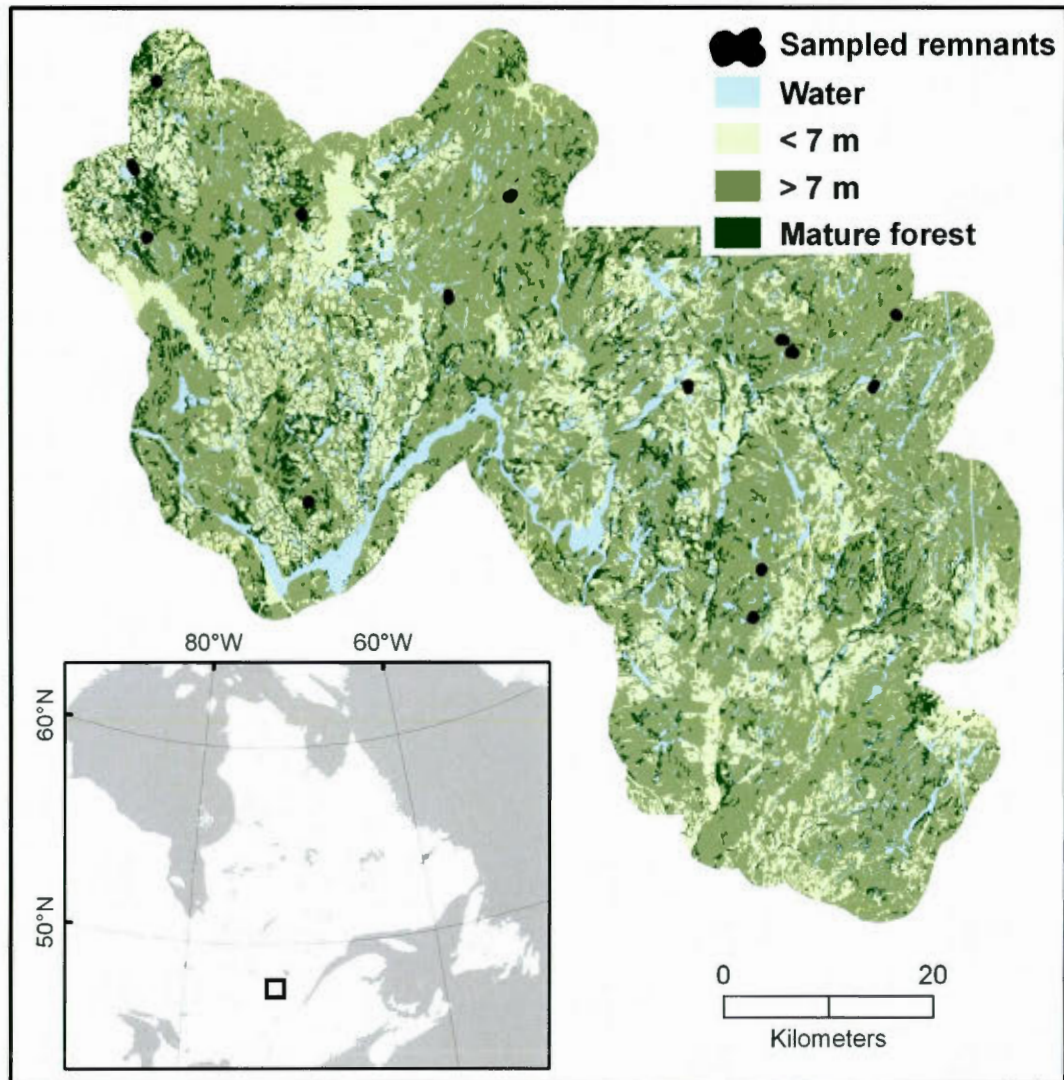 Sampled remnants
Water
< 7 m
> 7 m
Mature forest
80°W 60°W
60°N
50°N
0 20
Kilometers